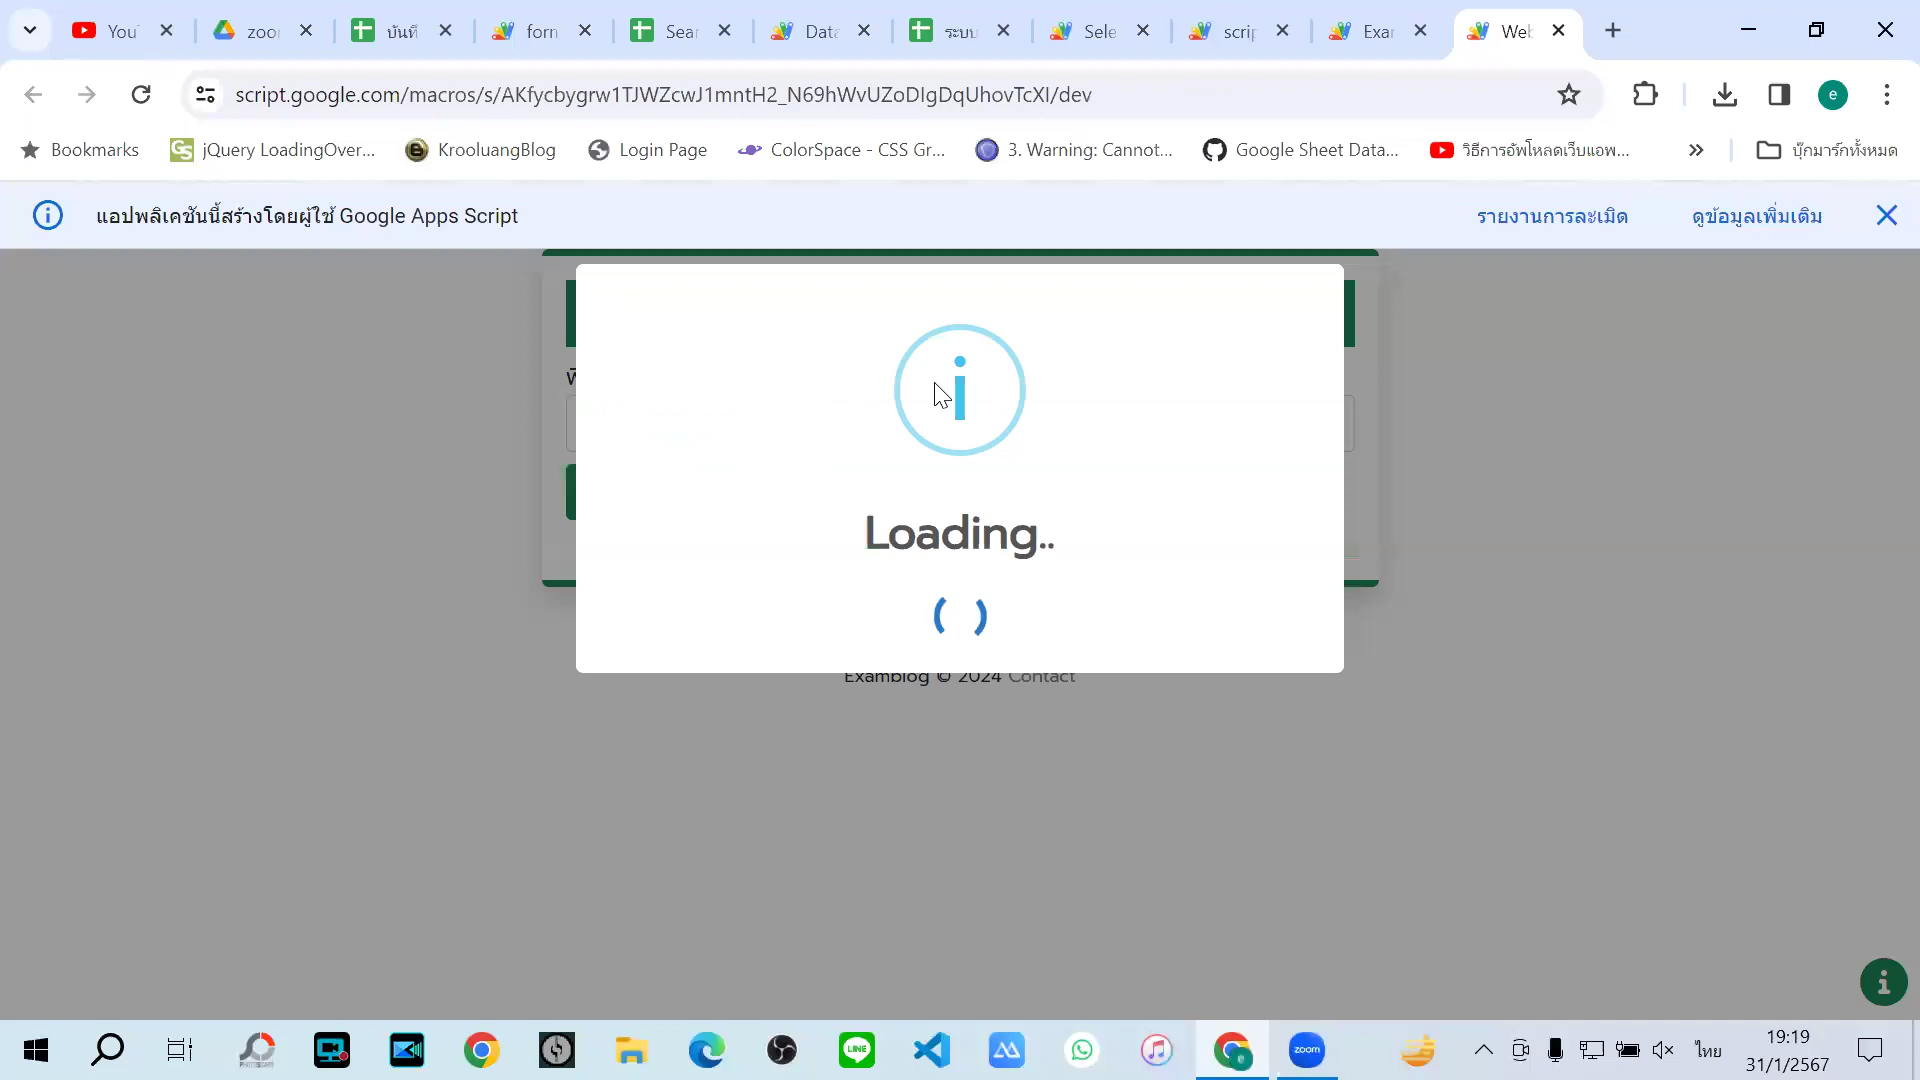 You
zoo
บันทึ
forn
Sear
Data
ระบบ
Sele
scrip
Exar
Web
script.google.com/macros/s/AKfycbygrw1TJWZcwJ1mntH2_N69hWvUZoDIgDqUhovTcXI/dev
e
Bookmarks
jQuery LoadingOver...
KrooluangBlog
Login Page
ColorSpace - CSS Gr...
3. Warning: Cannot...
Google Sheet Data...
วิธีการอัพโหลดเว็บแอพ...
บุ๊กมาร์กทั้งหมด
แอปพลิเคชันนี้สร้างโดยผู้ใช้ Google Apps Script
รายงานการละเมิด
ดูข้อมูลเพิ่มเติม
Loading..
Examblog © 2024 Contact
LINE
zoom
ไทย
19:19
31/1/2567